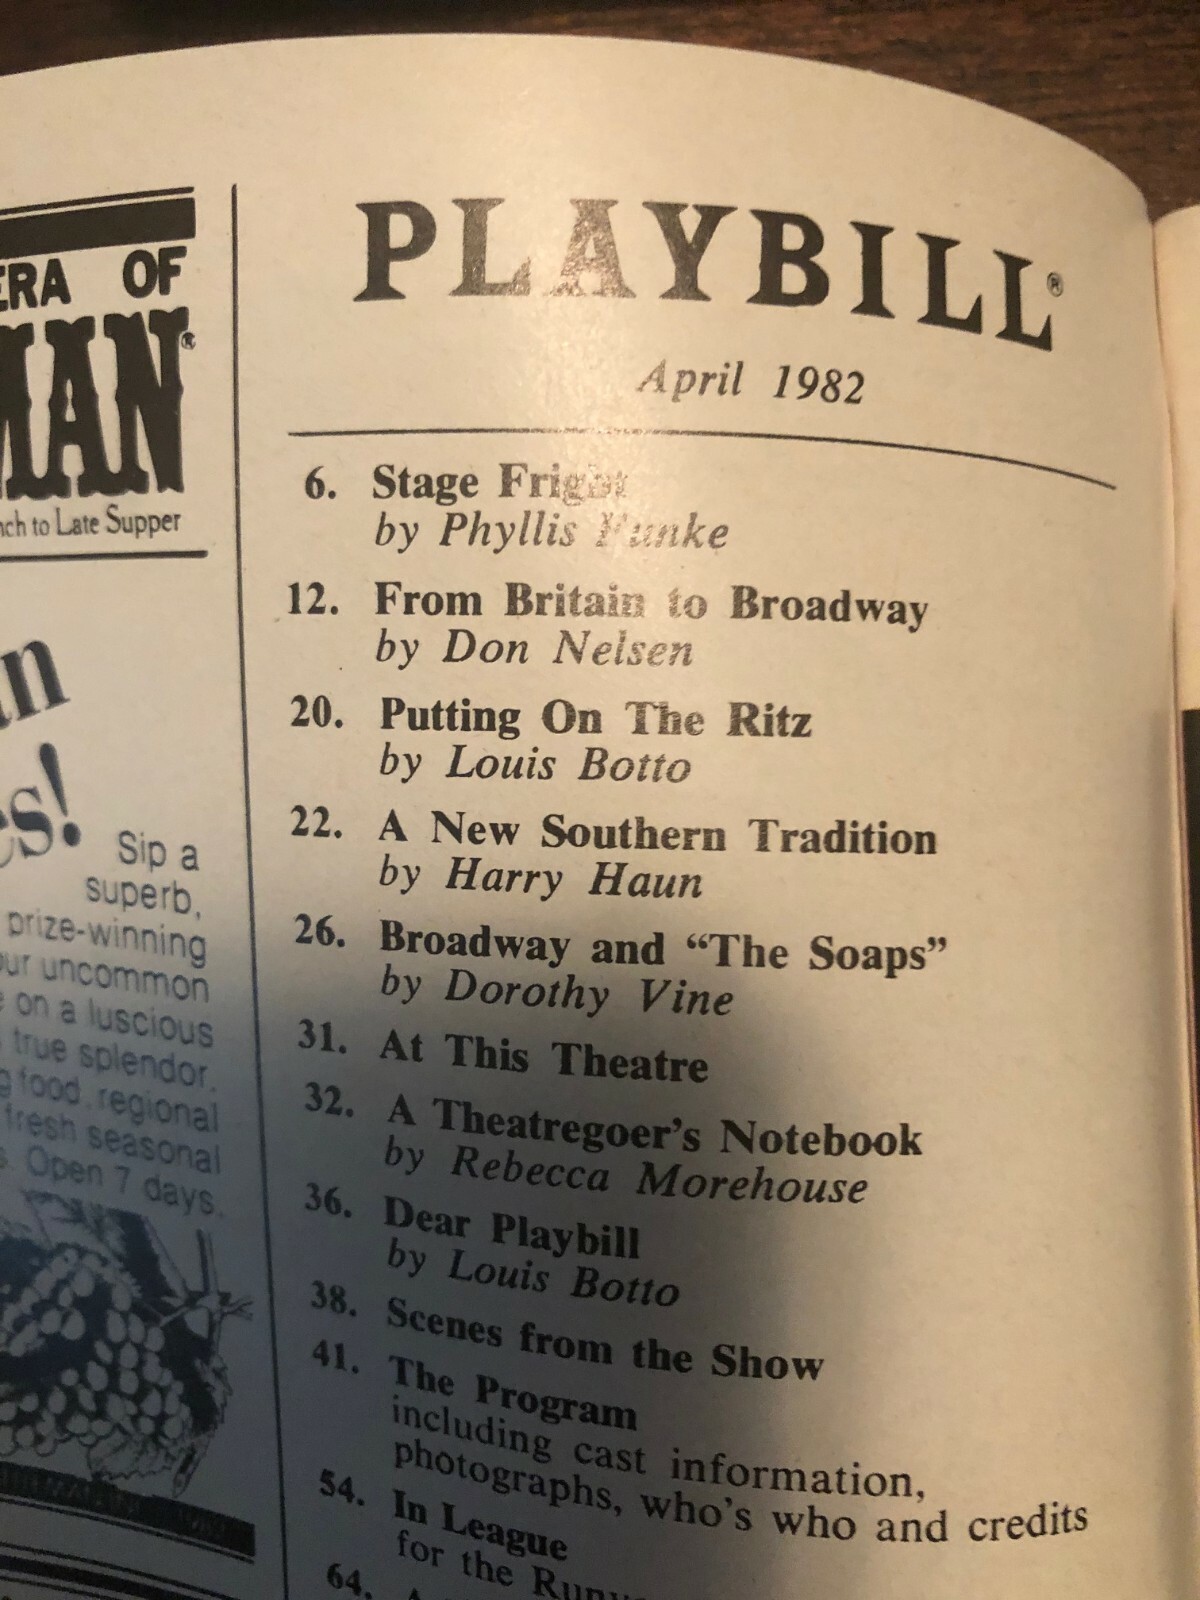 ERA OF
MAN®
ch to Late Supper
n
s!
Sip a
superb,
prize-winning
our uncommon
on a luscious
true splendor.
food, regional
fresh seasonal
Open 7 days.
PLAYBILL®
April 1982
6. Stage Fright
by Phyllis Funke
12. From Britain to Broadway
by Don Nelsen
20. Putting On The Ritz
by Louis Botto
22. A New Southern Tradition
by Harry Haun
26. Broadway and “The Soaps”
by Dorothy Vine
31. At This Theatre
32. A Theatregoer's Notebook
by Rebecca Morehouse
36. Dear Playbill
by Louis Botto
38. Scenes from the Show
41. The Program
including cast information,
photographs, who's who and credits
54. In League
for the
64.